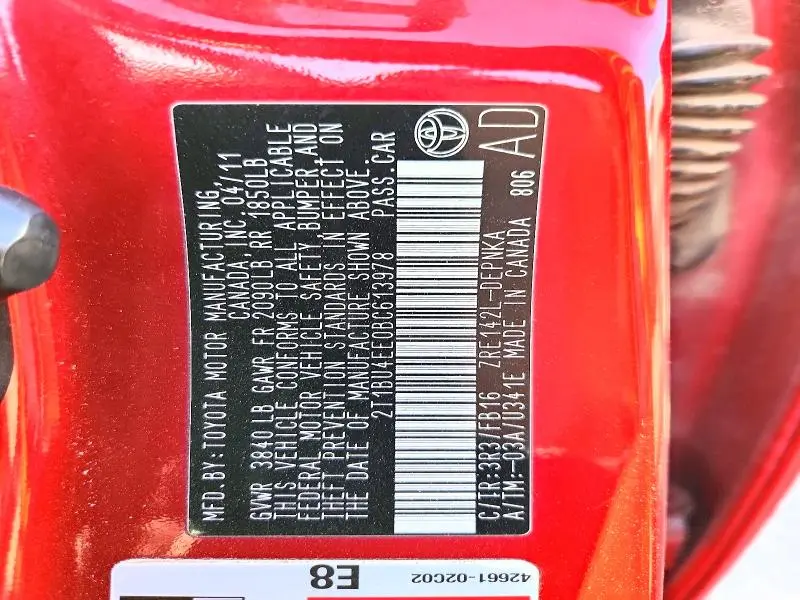 MFD.BY:TOYOTA MOTOR MANUFACTURING,
CANADA,INC. 04/11
GVWR 3840LB GAWR FR 2090LB RR 1850LB
THIS VEHICLE CONFORMS TO ALL APPLICABLE
FEDERAL MOTOR VEHICLE SAFETY, BUMPER, AND
THEFT PREVENTION STANDARDS IN EFFECT ON
THE DATE OF MANUFACTURE SHOWN ABOVE.
2T1BU4EE0BC613978 PASS.CAR
C/TR:3R3/FB16 ZRE142L-DEPNKA
A/TM:-03A/U341E MADE IN CANADA 806
AD
E8
42661-02C02